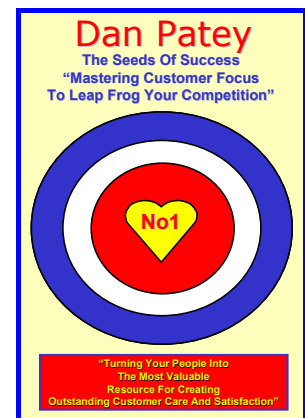 Dan Patey
The Seeds Of Success
“Mastering Customer Focus
To Leap Frog Your Competition”
No1
“Turning Your People Into
The Most Valuable
Resource For Creating
Outstanding Customer Care And Satisfaction”